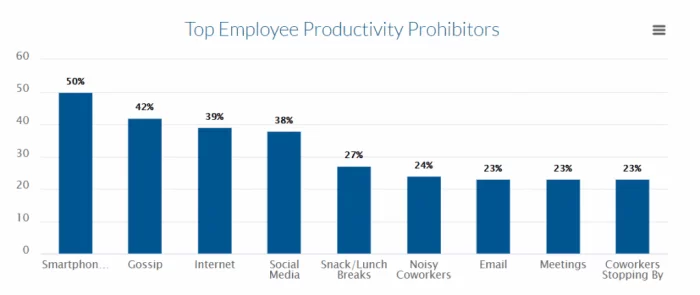 Top Employee Productivity Prohibitors
60
50
40
30
20
10
0
50%
42%
39%
38%
27%
24%
23%
23%
23%
Smartphon...
Gossip
Internet
Social
Media
Snack/Lunch
Breaks
Noisy
Coworkers
Email
Meetings
Coworkers
Stopping By